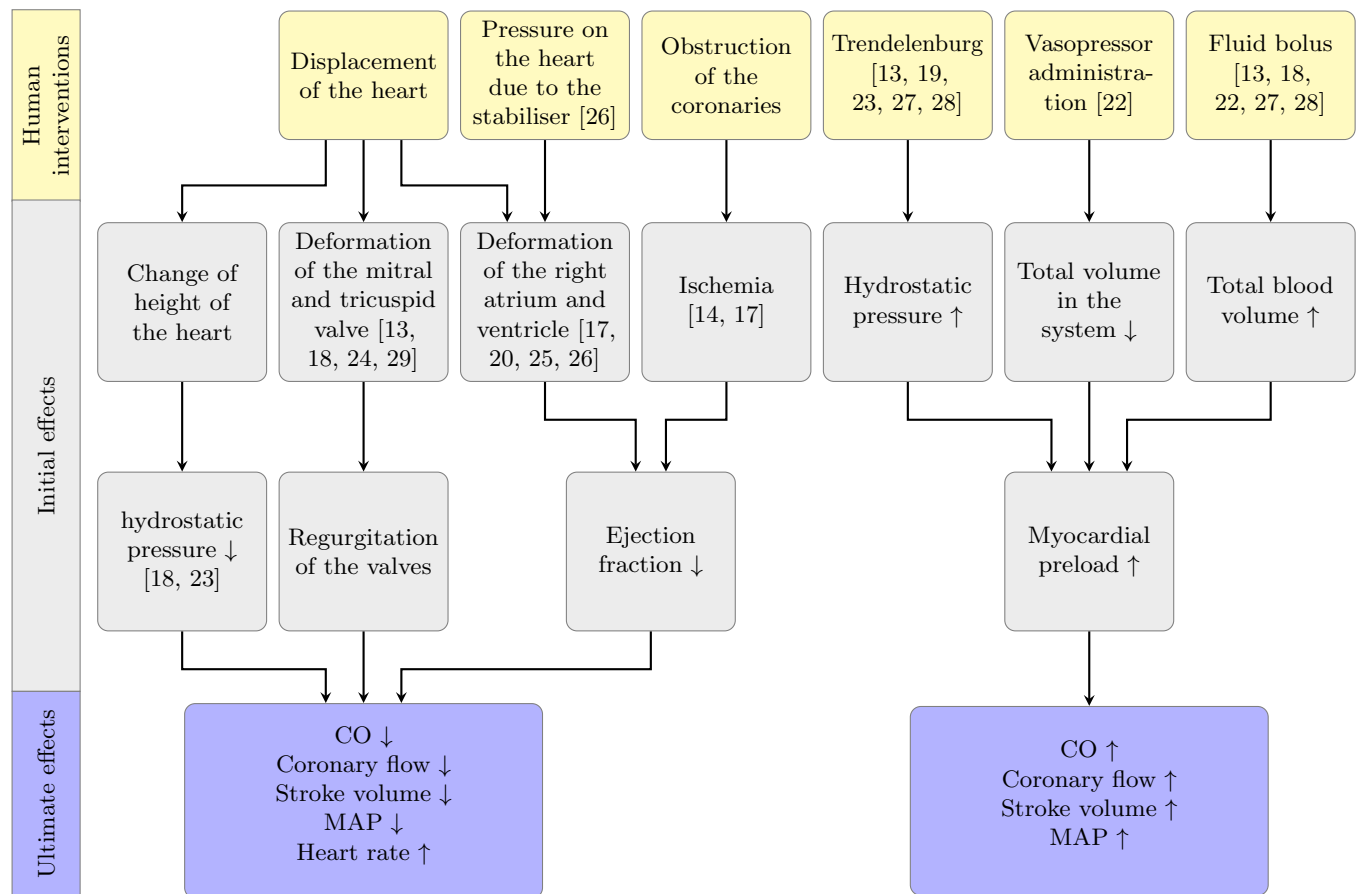 Human
interventions
Displacement
of the heart
Pressure on
the heart
due to the
stabiliser [26]
Obstruction
of the
coronaries
Trendelenburg
[13, 19,
23, 27, 28]
Vasopressor
administra-
tion [22]
Fluid bolus
[13, 18,
22, 27, 28]
Initial effects
Change of
height of
the heart
Deformation
of the mitral
and tricuspid
valve [13,
18, 24, 29]
Deformation
of the right
atrium and
ventricle [17,
20, 25, 26]
Ischemia
[14, 17]
Hydrostatic
pressure ↑
Total volume
in the
system ↓
Total blood
volume ↑
hydrostatic
pressure ↓
[18, 23]
Regurgitation
of the valves
Ejection
fraction ↓
Myocardial
preload ↑
Ultimate effects
CO ↓
Coronary flow ↓
Stroke volume ↓
MAP ↓
Heart rate ↑
CO ↑
Coronary flow ↑
Stroke volume ↑
MAP ↑